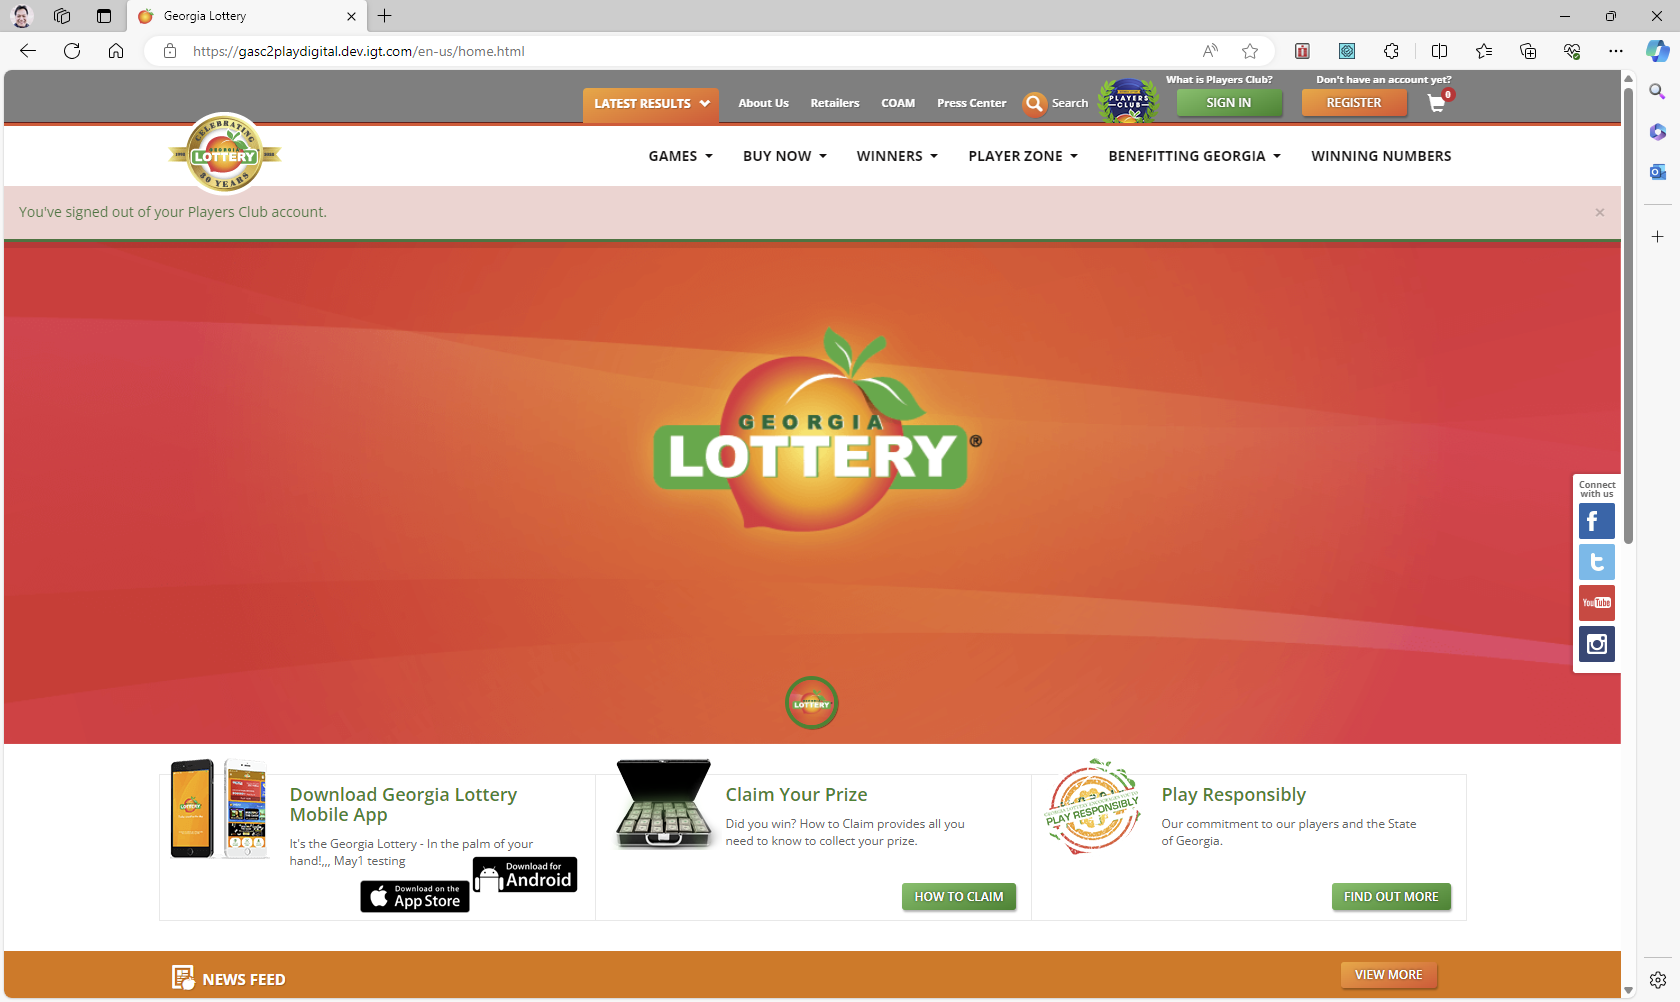 Georgia Lottery
https://gasc2playdigital.dev.igt.com/en-us/home.html
What is Players Club?
Don't have an account yet?
LATEST RESULTS
About Us
Retailers
COAM
Press Center
Search
PLAYERS
CLUB
SIGN IN
REGISTER
0
CELEBRATING
GEORGIA
LOTTERY
30 YEARS
GAMES
BUY NOW
WINNERS
PLAYER ZONE
BENEFITTING GEORGIA
WINNING NUMBERS
You've signed out of your Players Club account.
×
GEORGIA
LOTTERY®
Connect
with us
YouTube
LOTTERY
Download Georgia Lottery
Mobile App
It's the Georgia Lottery - In the palm of your
hand!,,, May1 testing
Download for
Android
Download on the
App Store
Claim Your Prize
Did you win? How to Claim provides all you
need to know to collect your prize.
HOW TO CLAIM
PLAY RESPONSIBLY
Play Responsibly
Our commitment to our players and the State
of Georgia.
FIND OUT MORE
NEWS FEED
VIEW MORE